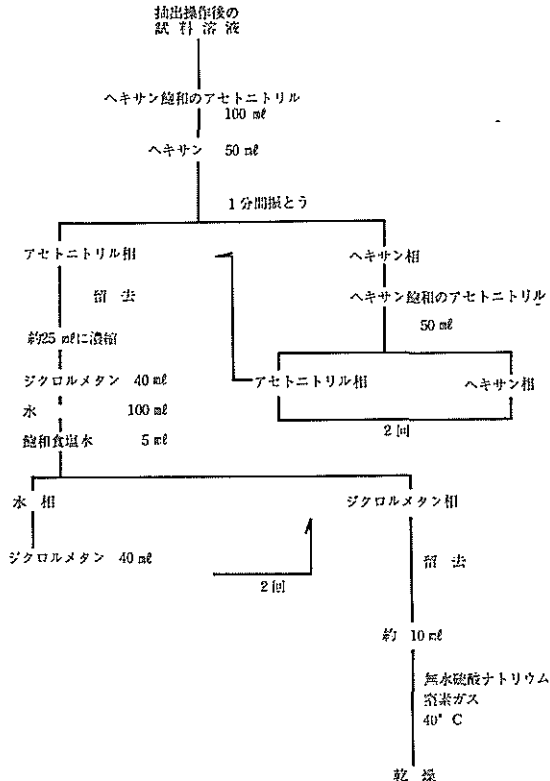 抽出操作後の
試料溶液
ヘキサン飽和のアセトニトリル
100 ml
ヘキサン 50 ml
1分間振とう
アセトニトリル相
ヘキサン相
留去
ヘキサン飽和のアセトニトリル
50 ml
約25 mlに濃縮
ジクロルメタン 40 ml
アセトニトリル相
ヘキサン相
水 100 ml
2回
飽和食塩水 5 ml
水相
ジクロルメタン相
ジクロルメタン 40 ml
留去
2回
約 10 ml
無水硫酸ナトリウム
窒素ガス
40° C
乾燥